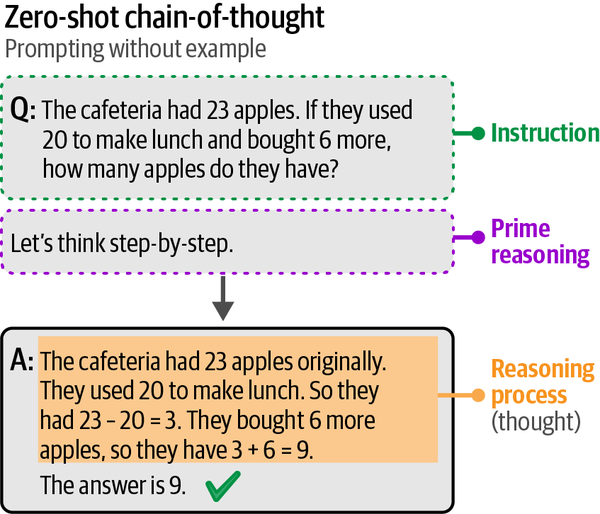 Zero-shot chain-of-thought
Prompting without example
Q: The cafeteria had 23 apples. If they used
20 to make lunch and bought 6 more,
how many apples do they have?
Instruction
Let's think step-by-step.
Prime
reasoning
A: The cafeteria had 23 apples originally.
They used 20 to make lunch. So they
had 23 – 20 = 3. They bought 6 more
apples, so they have 3 + 6 = 9.
The answer is 9.
Reasoning
process
(thought)